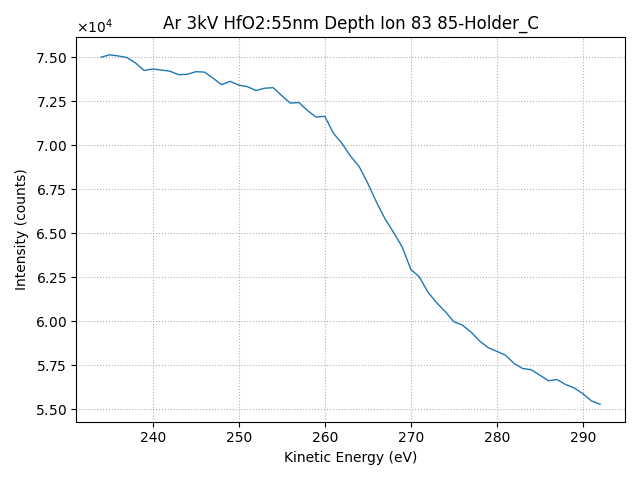 Ar 3kV HfO2:55nm Depth Ion 83 85-Holder_C
×10⁴
7.50
7.25
7.00
6.75
6.50
6.25
6.00
5.75
5.50
Intensity (counts)
240 250 260 270 280 290
Kinetic Energy (eV)